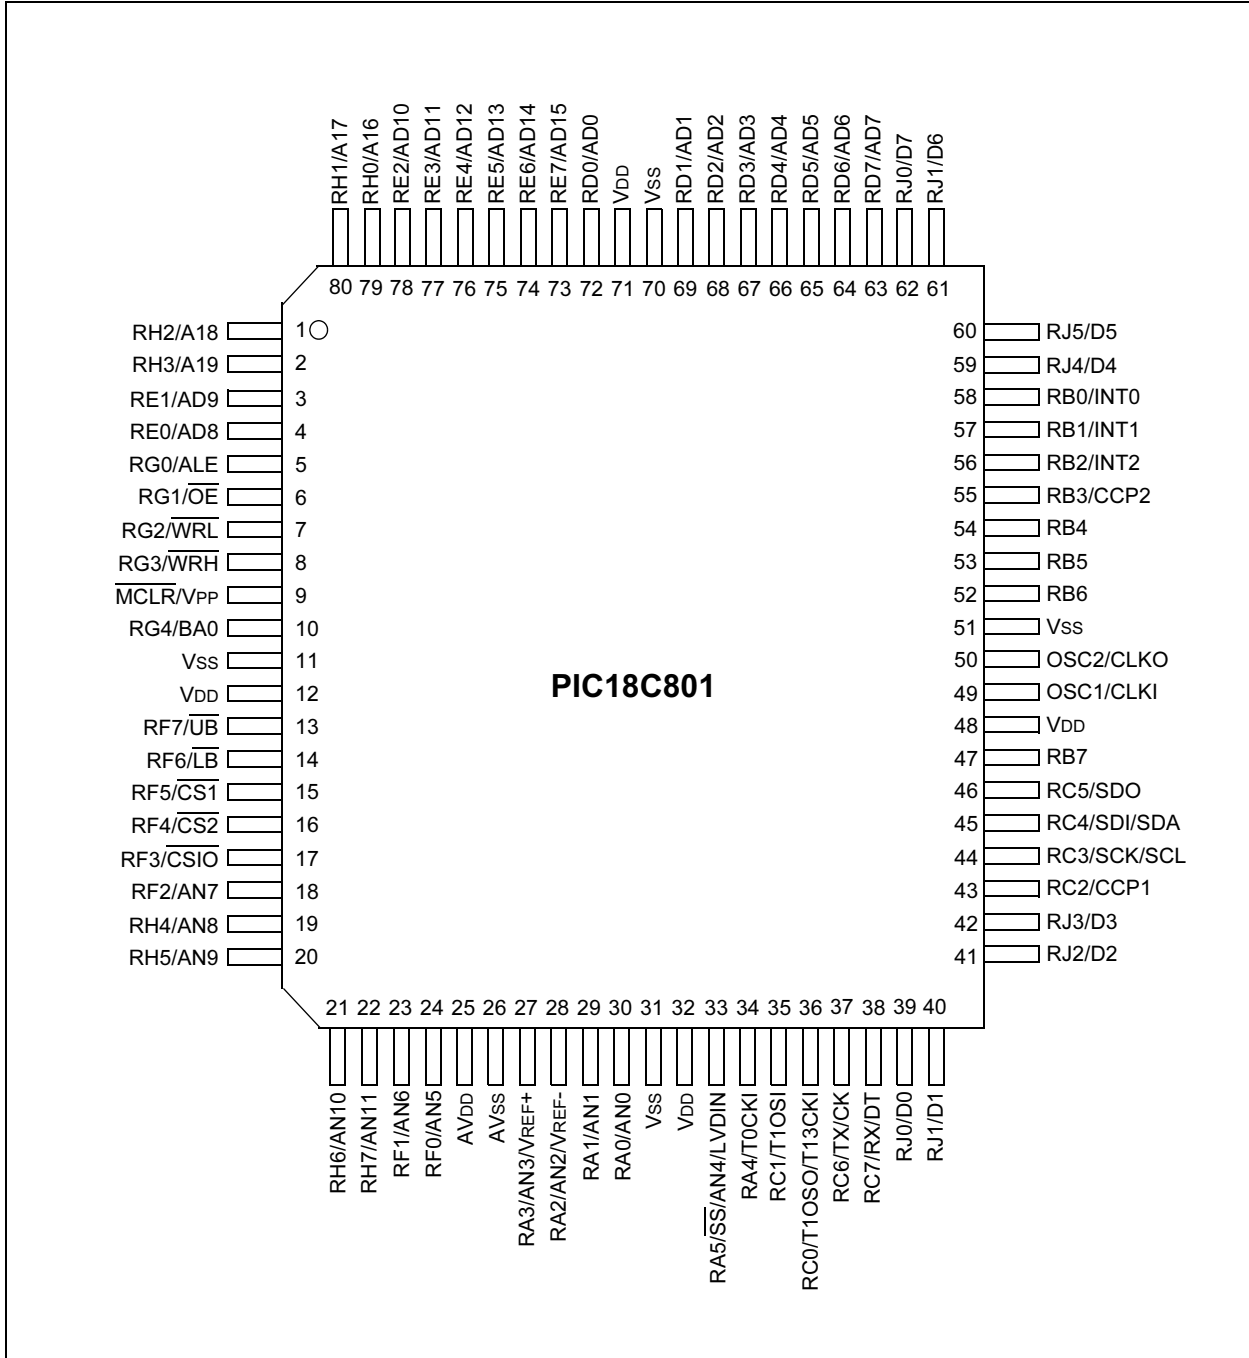 RH1/A17
RH0/A16
RE2/AD10
RE3/AD11
RE4/AD12
RE5/AD13
RE6/AD14
RE7/AD15
RD0/AD0
VDD
VSS
RD1/AD1
RD2/AD2
RD3/AD3
RD4/AD4
RD5/AD5
RD6/AD6
RD7/AD7
RJ0/D7
RJ1/D6
80 79 78 77 76 75 74 73 72 71 70 69 68 67 66 65 64 63 62 61
RH2/A18 1
RH3/A19 2
RE1/AD9 3
RE0/AD8 4
RG0/ALE 5
RG1/OE 6
RG2/WRL 7
RG3/WRH 8
MCLR/VPP 9
RG4/BA0 10
VSS 11
VDD 12
RF7/UB 13
RF6/LB 14
RF5/CS1 15
RF4/CS2 16
RF3/CSIO 17
RF2/AN7 18
RH4/AN8 19
RH5/AN9 20
PIC18C801
60 RJ5/D5
59 RJ4/D4
58 RB0/INT0
57 RB1/INT1
56 RB2/INT2
55 RB3/CCP2
54 RB4
53 RB5
52 RB6
51 VSS
50 OSC2/CLKO
49 OSC1/CLKI
48 VDD
47 RB7
46 RC5/SDO
45 RC4/SDI/SDA
44 RC3/SCK/SCL
43 RC2/CCP1
42 RJ3/D3
41 RJ2/D2
21 22 23 24 25 26 27 28 29 30 31 32 33 34 35 36 37 38 39 40
RH6/AN10
RH7/AN11
RF1/AN6
RF0/AN5
AVDD
AVSS
RA3/AN3/VREF+
RA2/AN2/VREF-
RA1/AN1
RA0/AN0
VSS
VDD
RA5/SS/AN4/LVDIN
RA4/T0CKI
RC1/T1OSI
RC0/T1OSO/T13CKI
RC6/TX/CK
RC7/RX/DT
RJ0/D0
RJ1/D1